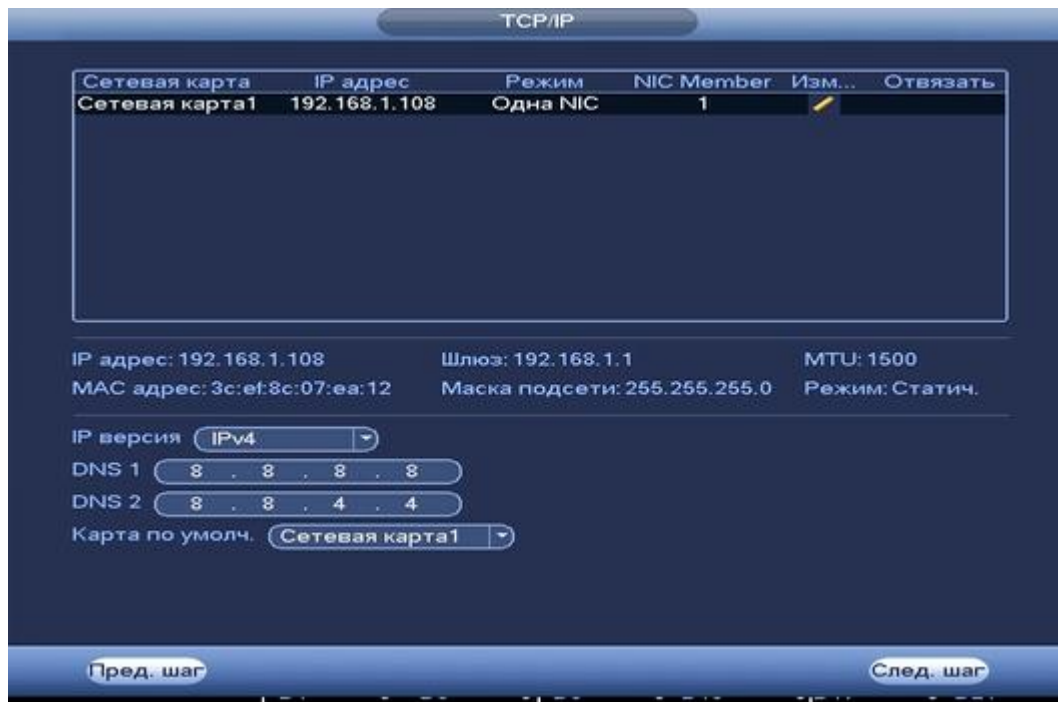 TCP/IP
Сетевая карта IP адрес Режим NIC Member Изм... Отвязать
Сетевая карта1 192.168.1.108 Одна NIC 1
IP адрес: 192.168.1.108 Шлюз: 192.168.1.1 MTU: 1500
MAC адрес: 3c:ef:8c:07:ea:12 Маска подсети: 255.255.255.0 Режим: Статич.
IP версия IPv4
DNS 1 8 . 8 . 8 . 8
DNS 2 8 . 8 . 4 . 4
Карта по умолч. Сетевая карта1
Пред. шаг След. шаг